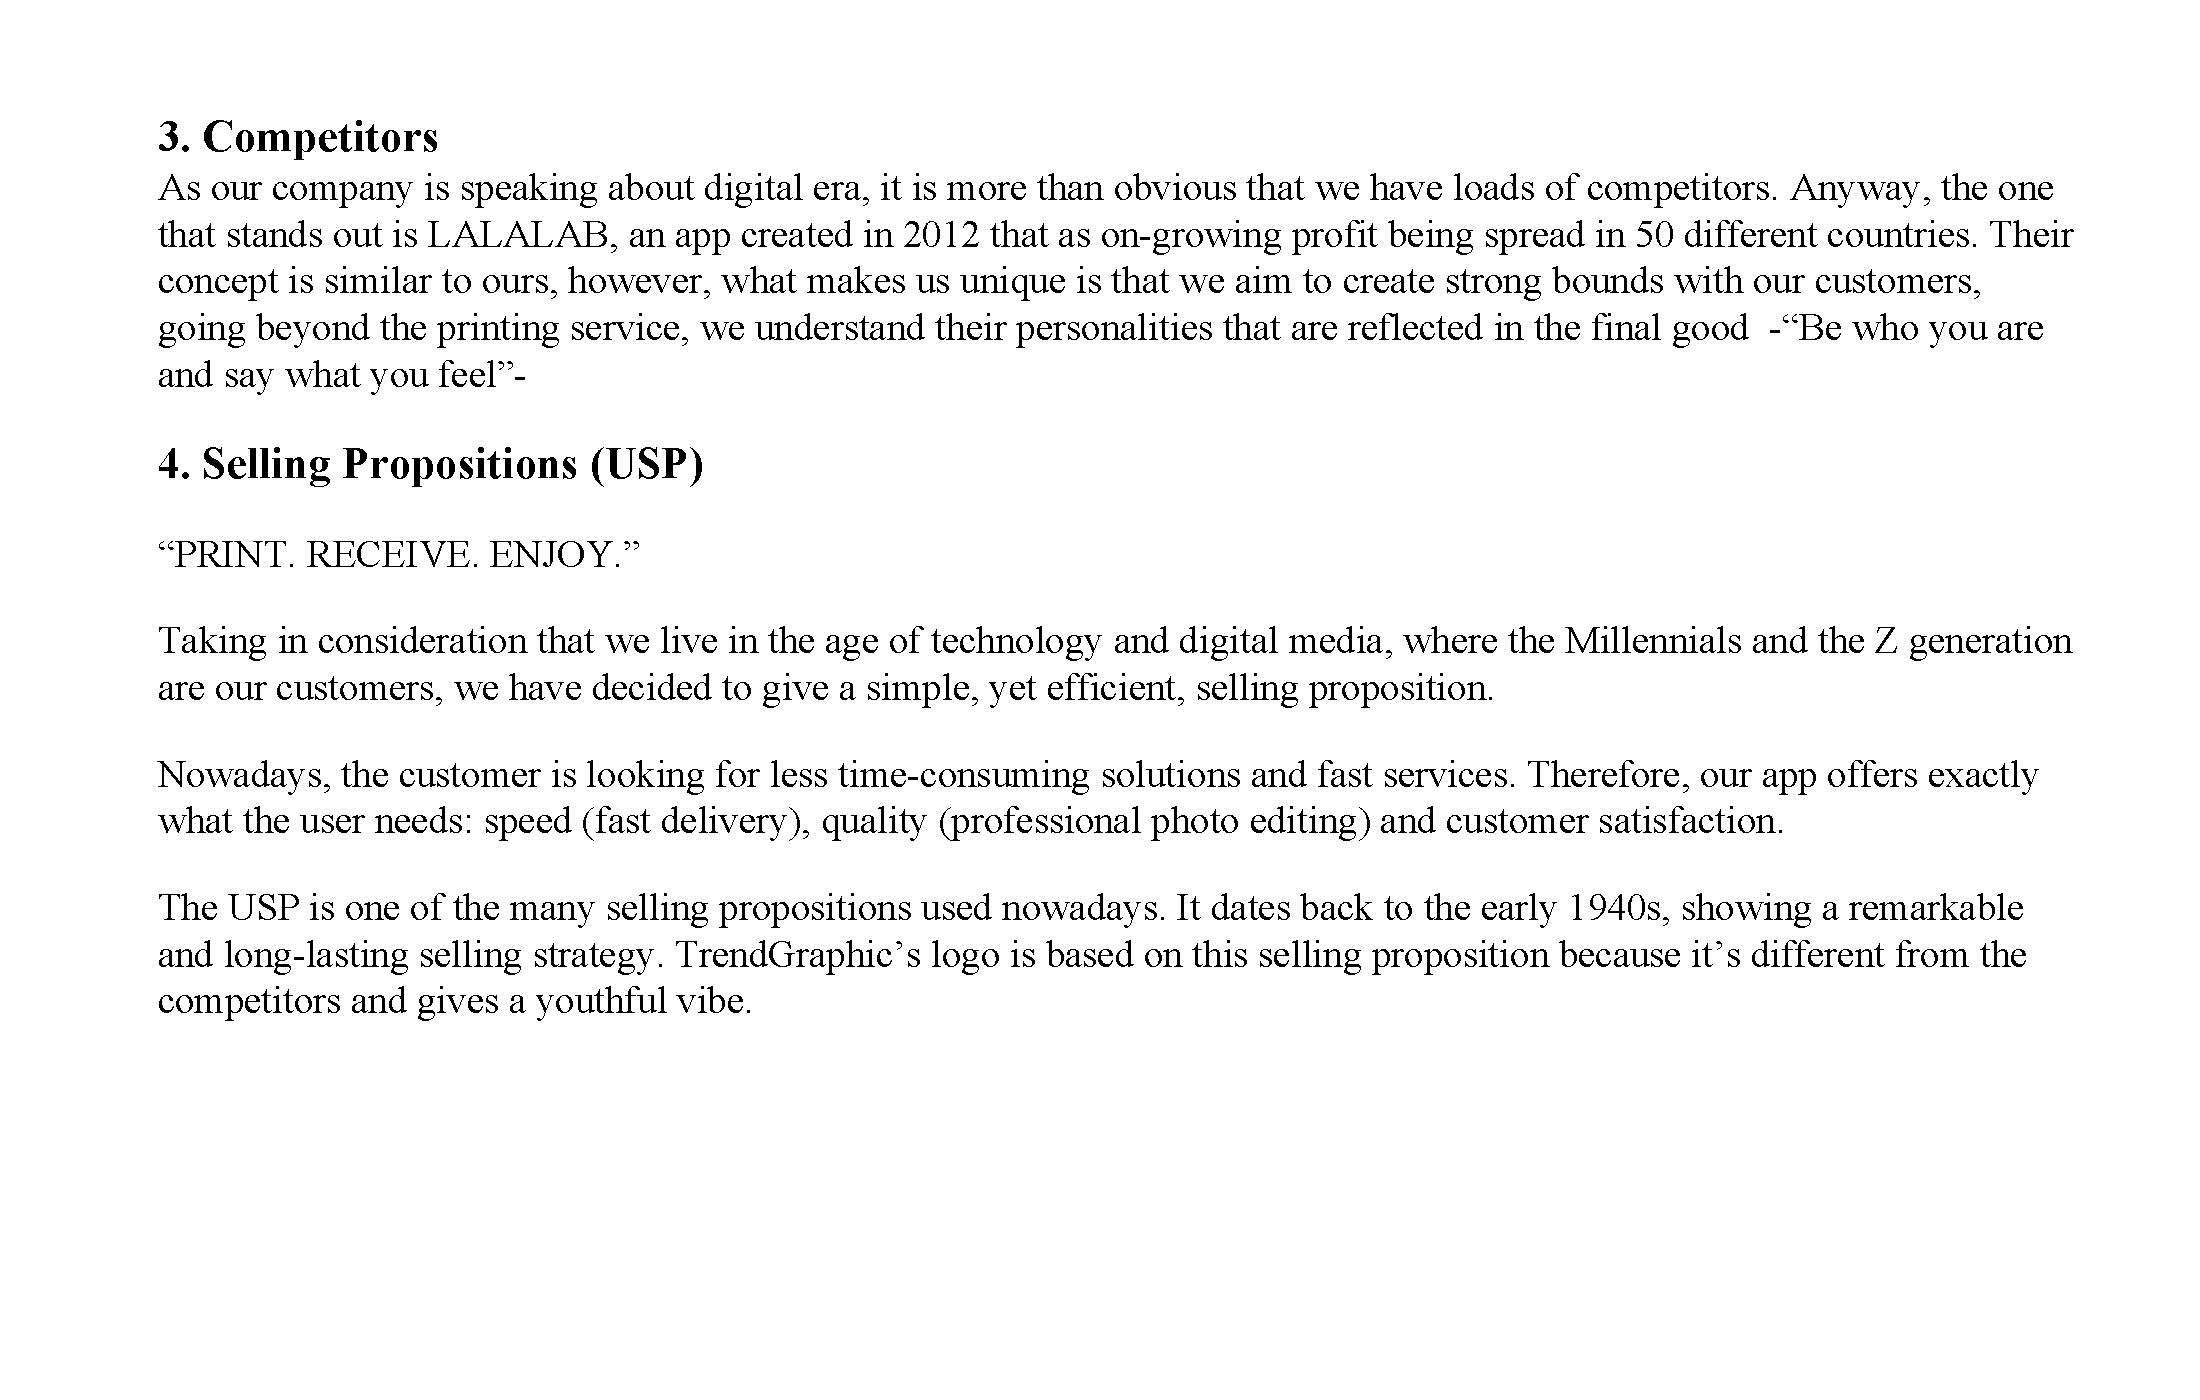 3. Competitors
As our company is speaking about digital era, it is more than obvious that we have loads of competitors. Anyway, the one
that stands out is LALALAB, an app created in 2012 that as on-growing profit being spread in 50 different countries. Their
concept is similar to ours, however, what makes us unique is that we aim to create strong bounds with our customers,
going beyond the printing service, we understand their personalities that are reflected in the final good  -“Be who you are
and say what you feel”-
4. Selling Propositions (USP)
“PRINT. RECEIVE. ENJOY.”
Taking in consideration that we live in the age of technology and digital media, where the Millennials and the Z generation
are our customers, we have decided to give a simple, yet efficient, selling proposition.
Nowadays, the customer is looking for less time-consuming solutions and fast services. Therefore, our app offers exactly
what the user needs: speed (fast delivery), quality (professional photo editing) and customer satisfaction.
The USP is one of the many selling propositions used nowadays. It dates back to the early 1940s, showing a remarkable
and long-lasting selling strategy. TrendGraphic’s logo is based on this selling proposition because it’s different from the
competitors and gives a youthful vibe.